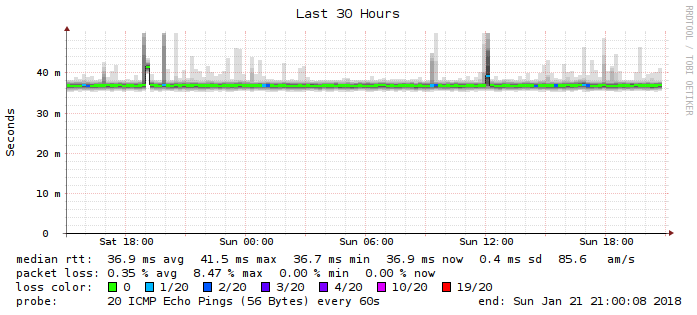 Last 30 Hours
RRDTOOL / TOBI OETIKER
Seconds
40 m
30 m
20 m
10 m
0
Sat 18:00 Sun 00:00 Sun 06:00 Sun 12:00 Sun 18:00
median rtt: 36.9 ms avg 41.5 ms max 36.7 ms min 36.9 ms now 0.4 ms sd 85.6 am/s
packet loss: 0.35 % avg 8.47 % max 0.00 % min 0.00 % now
loss color: 0 1/20 2/20 3/20 4/20 10/20 19/20
probe: 20 ICMP Echo Pings (56 Bytes) every 60s end: Sun Jan 21 21:00:08 2018